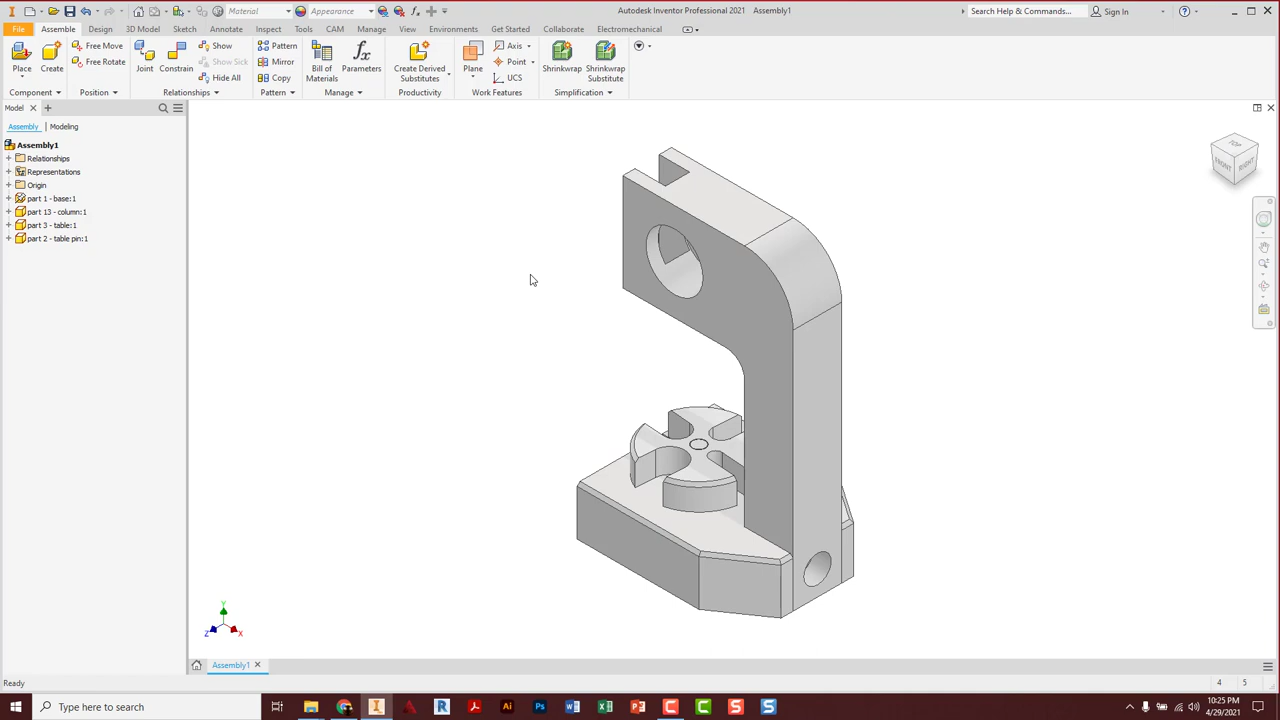 Material
Appearance
Autodesk Inventor Professional 2021 Assembly1
Search Help & Commands...
Sign In
File Assemble Design 3D Model Sketch Annotate Inspect Tools CAM Manage View Environments Get Started Collaborate Electromechanical
Place
Create
Component
Free Move
Free Rotate
Position
Joint
Constrain
Show
Show Sick
Hide All
Relationships
Pattern
Mirror
Copy
Pattern
Bill of
Materials
Parameters
Manage
Create Derived
Substitutes
Productivity
Plane
Axis
Point
UCS
Work Features
Shrinkwrap
Shrinkwrap
Substitute
Simplification
Model
Assembly Modeling
Assembly1
Relationships
Representations
Origin
part 1 - base:1
part 13 - column:1
part 3 - table:1
part 2 - table pin:1
TOP
FRONT
RIGHT
Y
Z
X
Assembly1
Ready
4 5
Type here to search
10:25 PM
4/29/2021